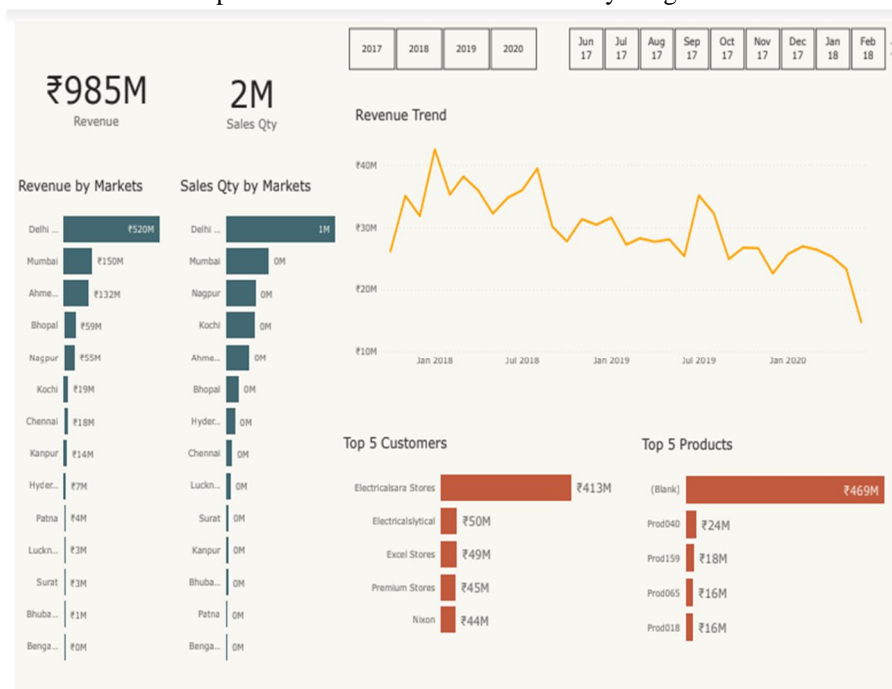 2017 2018 2019 2020
Jun 17 Jul 17 Aug 17 Sep 17 Oct 17 Nov 17 Dec 17 Jan 18 Feb 18
₹985M
Revenue
2M
Sales Qty
Revenue Trend
₹40M
₹30M
₹20M
₹10M
Jan 2018 Jul 2018 Jan 2019 Jul 2019 Jan 2020
Revenue by Markets
Delhi ... ₹520M
Mumbai ₹150M
Ahme... ₹132M
Bhopal ₹59M
Nagpur ₹55M
Kochi ₹19M
Chennai ₹18M
Kanpur ₹14M
Hyder... ₹7M
Patna ₹4M
Luckn... ₹3M
Surat ₹3M
Bhuba... ₹1M
Benga... ₹0M
Sales Qty by Markets
Delhi ... 1M
Mumbai 0M
Nagpur 0M
Kochi 0M
Ahme... 0M
Bhopal 0M
Hyder... 0M
Chennai 0M
Luckn... 0M
Surat 0M
Kanpur 0M
Bhuba... 0M
Patna 0M
Benga... 0M
Top 5 Customers
Electricalsara Stores ₹413M
Electricalslytical ₹50M
Excel Stores ₹49M
Premium Stores ₹45M
Nixon ₹44M
Top 5 Products
(Blank) ₹469M
Prod040 ₹24M
Prod159 ₹18M
Prod065 ₹16M
Prod018 ₹16M